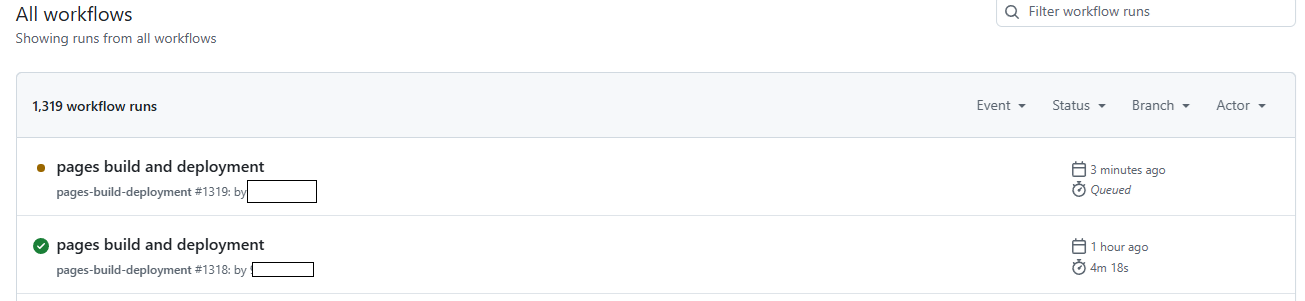 All workflows
Filter workflow runs
Showing runs from all workflows
1,319 workflow runs
Event
Status
Branch
Actor
pages build and deployment
3 minutes ago
pages-build-deployment #1319: by
Queued
pages build and deployment
1 hour ago
pages-build-deployment #1318: by
4m 18s